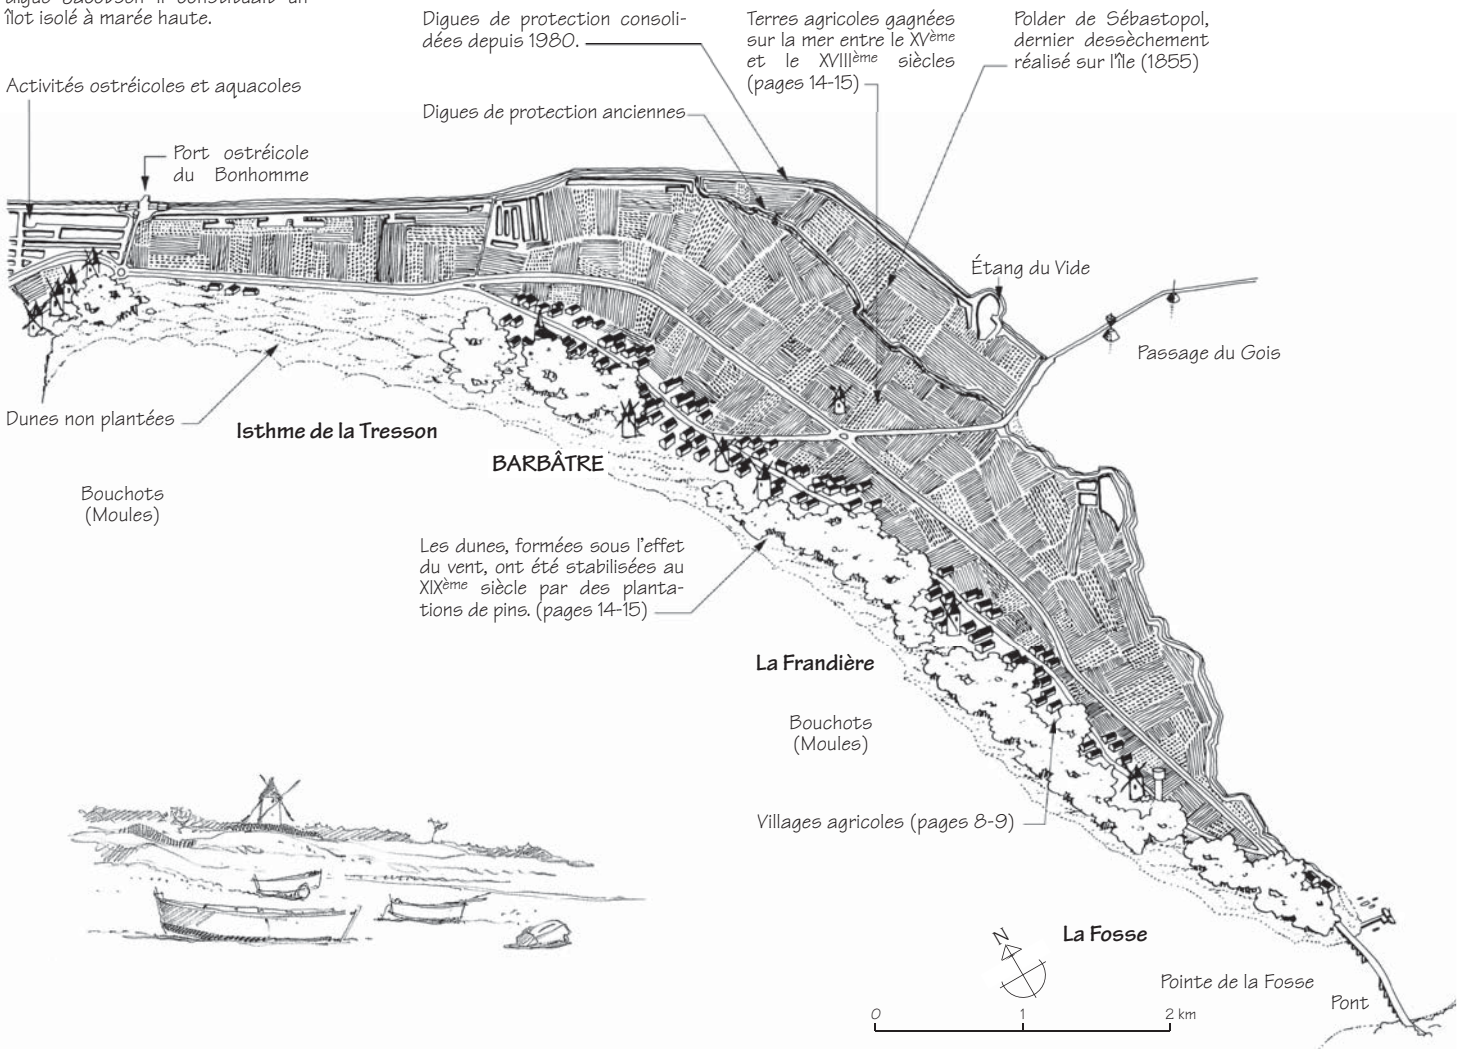 îlot isolé à marée haute.
Digues de protection consoli-
dées depuis 1980.
Terres agricoles gagnées
sur la mer entre le XVème
et le XVIIIème siècles
(pages 14-15)
Polder de Sébastopol,
dernier dessèchement
réalisé sur l'île (1855)
Activités ostréicoles et aquacoles
Digues de protection anciennes
Port ostréicole
du Bonhomme
Étang du Vide
Passage du Gois
Dunes non plantées
Isthme de la Tresson
BARBÂTRE
Bouchots
(Moules)
Les dunes, formées sous l'effet
du vent, ont été stabilisées au
XIXème siècle par des planta-
tions de pins. (pages 14-15)
La Frandière
Bouchots
(Moules)
Villages agricoles (pages 8-9)
N
La Fosse
Pointe de la Fosse
Pont
0 1 2 km